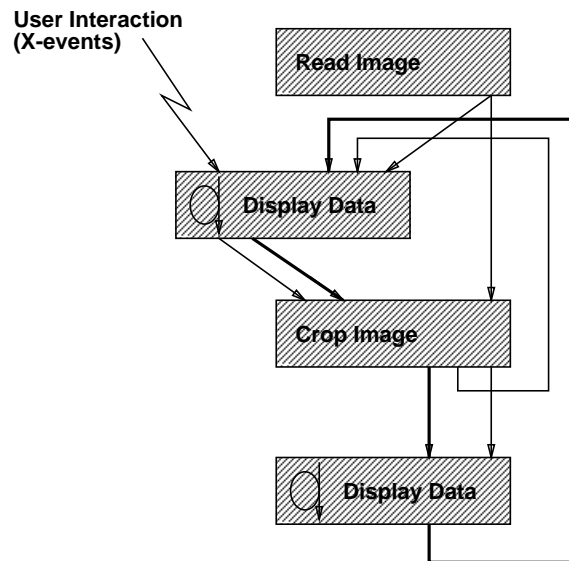 User Interaction
(X-events)
Read Image
Display Data
Crop Image
Display Data